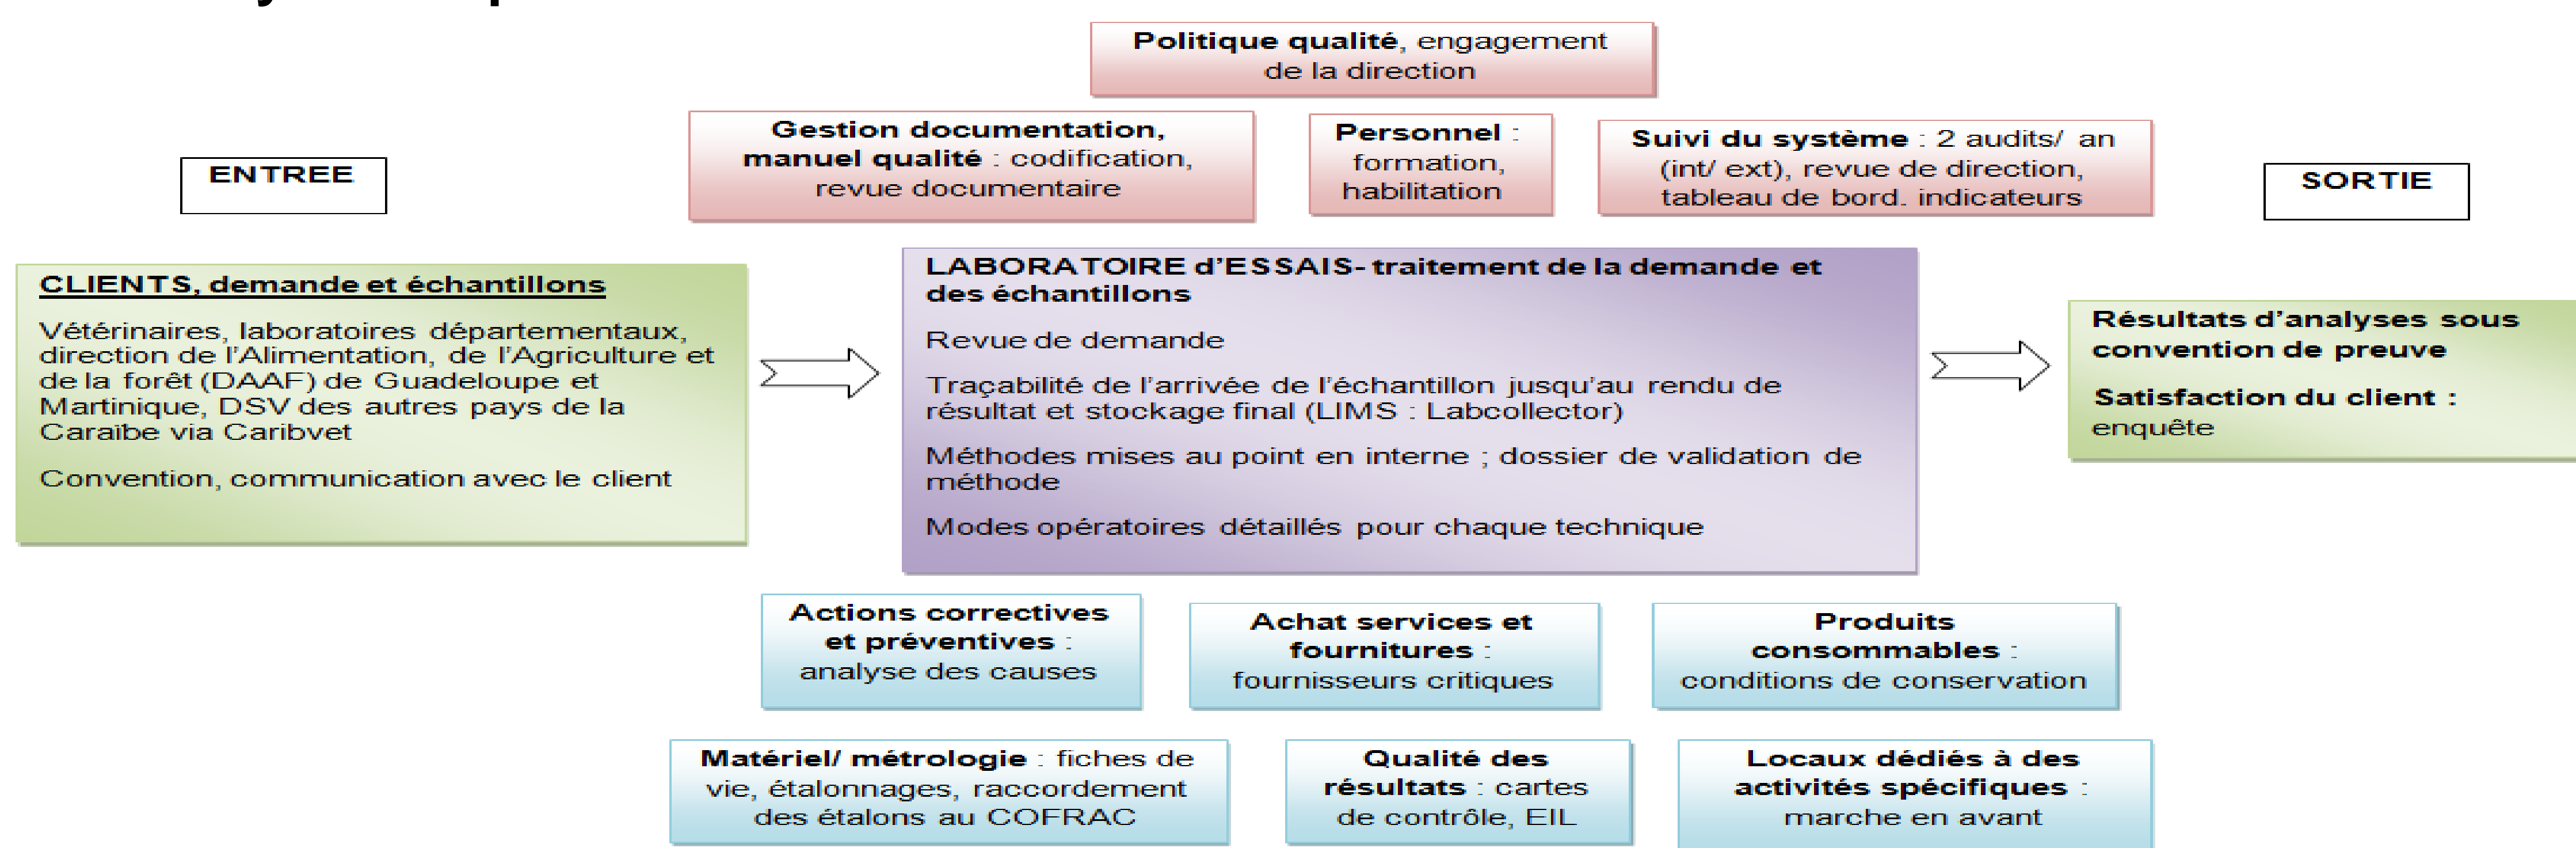 Politique qualité, engagement
de la direction
Gestion documentation,
manuel qualité : codification,
revue documentaire
Personnel :
formation,
habilitation
Suivi du système : 2 audits/ an
(int/ ext), revue de direction,
tableau de bord. indicateurs
ENTREE
SORTIE
CLIENTS, demande et échantillons
Vétérinaires, laboratoires départementaux,
direction de l'Alimentation, de l'Agriculture et
de la forêt (DAAF) de Guadeloupe et
Martinique, DSV des autres pays de la
Caraïbe via Caribvet
Convention, communication avec le client
LABORATOIRE d'ESSAIS- traitement de la demande et
des échantillons
Revue de demande
Traçabilité de l'arrivée de l'échantillon jusqu'au rendu de
résultat et stockage final (LIMS : Labcollector)
Méthodes mises au point en interne ; dossier de validation de
méthode
Modes opératoires détaillés pour chaque technique
Résultats d'analyses sous
convention de preuve
Satisfaction du client :
enquête
Actions correctives
et préventives :
analyse des causes
Achat services et
fournitures :
fournisseurs critiques
Produits
consommables :
conditions de conservation
Matériel/ métrologie : fiches de
vie, étalonnages, raccordement
des étalons au COFRAC
Qualité des
résultats : cartes
de contrôle, EIL
Locaux dédiés à des
activités spécifiques :
marche en avant